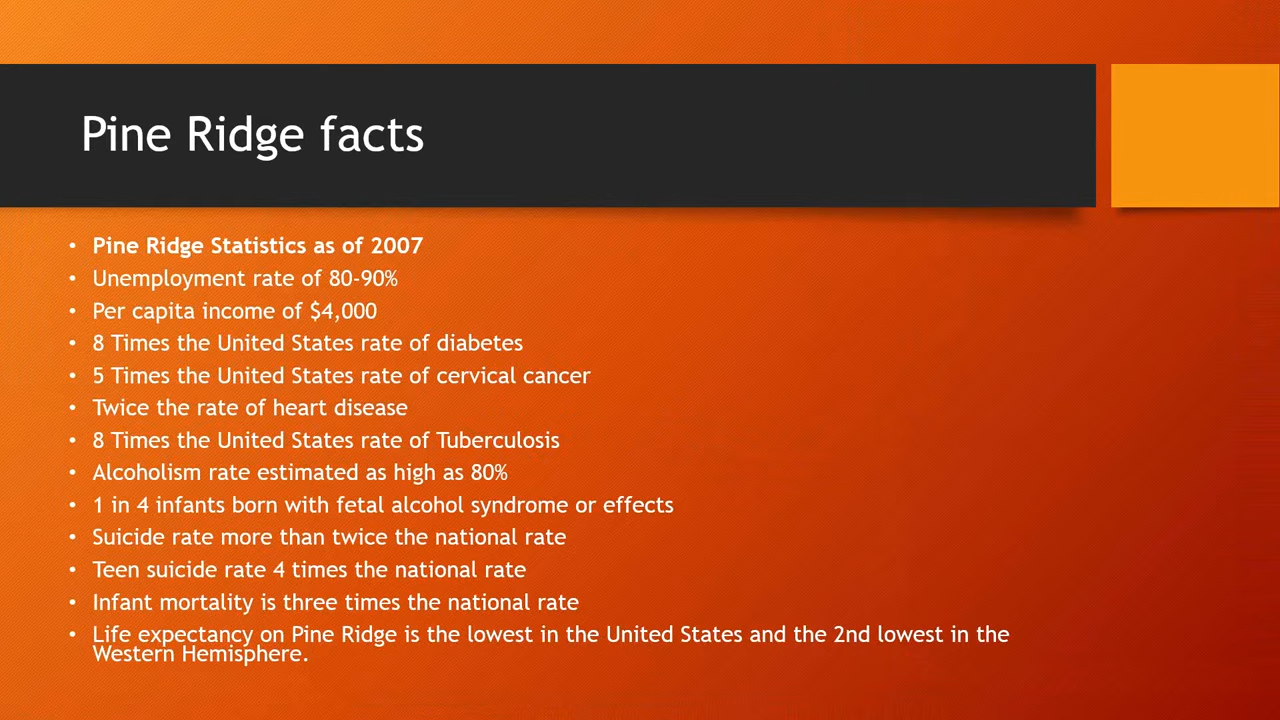 Pine Ridge facts
• Pine Ridge Statistics as of 2007
• Unemployment rate of 80-90%
• Per capita income of $4,000
• 8 Times the United States rate of diabetes
• 5 Times the United States rate of cervical cancer
• Twice the rate of heart disease
• 8 Times the United States rate of Tuberculosis
• Alcoholism rate estimated as high as 80%
• 1 in 4 infants born with fetal alcohol syndrome or effects
• Suicide rate more than twice the national rate
• Teen suicide rate 4 times the national rate
• Infant mortality is three times the national rate
• Life expectancy on Pine Ridge is the lowest in the United States and the 2nd lowest in the
Western Hemisphere.